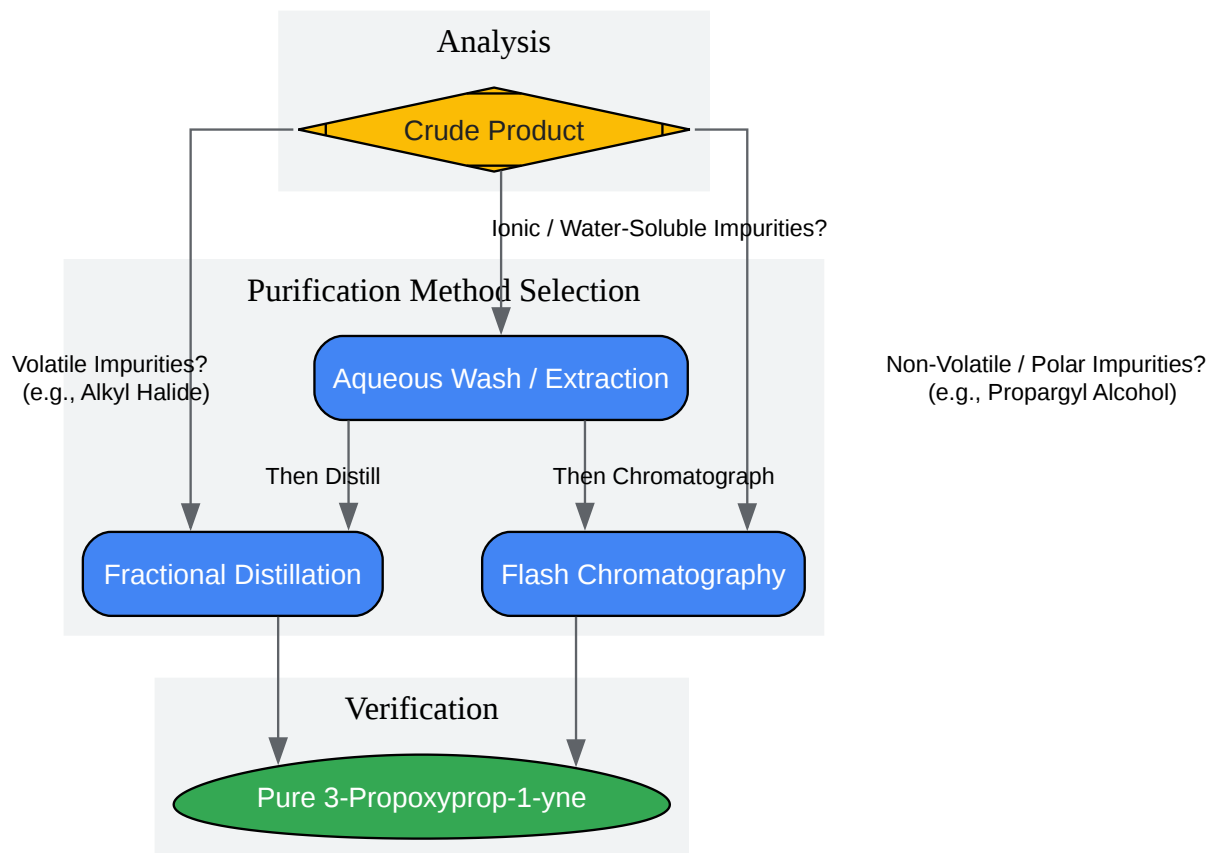 Analysis
Crude Product
Ionic / Water-Soluble Impurities?
Purification Method Selection
Volatile Impurities?
(e.g., Alkyl Halide)
Aqueous Wash / Extraction
Non-Volatile / Polar Impurities?
(e.g., Propargyl Alcohol)
Then Distill
Then Chromatograph
Fractional Distillation
Flash Chromatography
Verification
Pure 3-Propoxyprop-1-yne